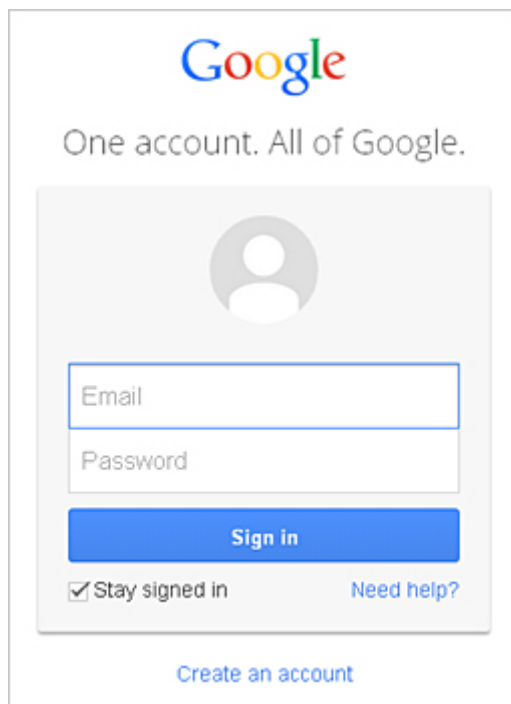 Google
One account. All of Google.
Email
Password
Sign in
Stay signed in Need help?
Create an account